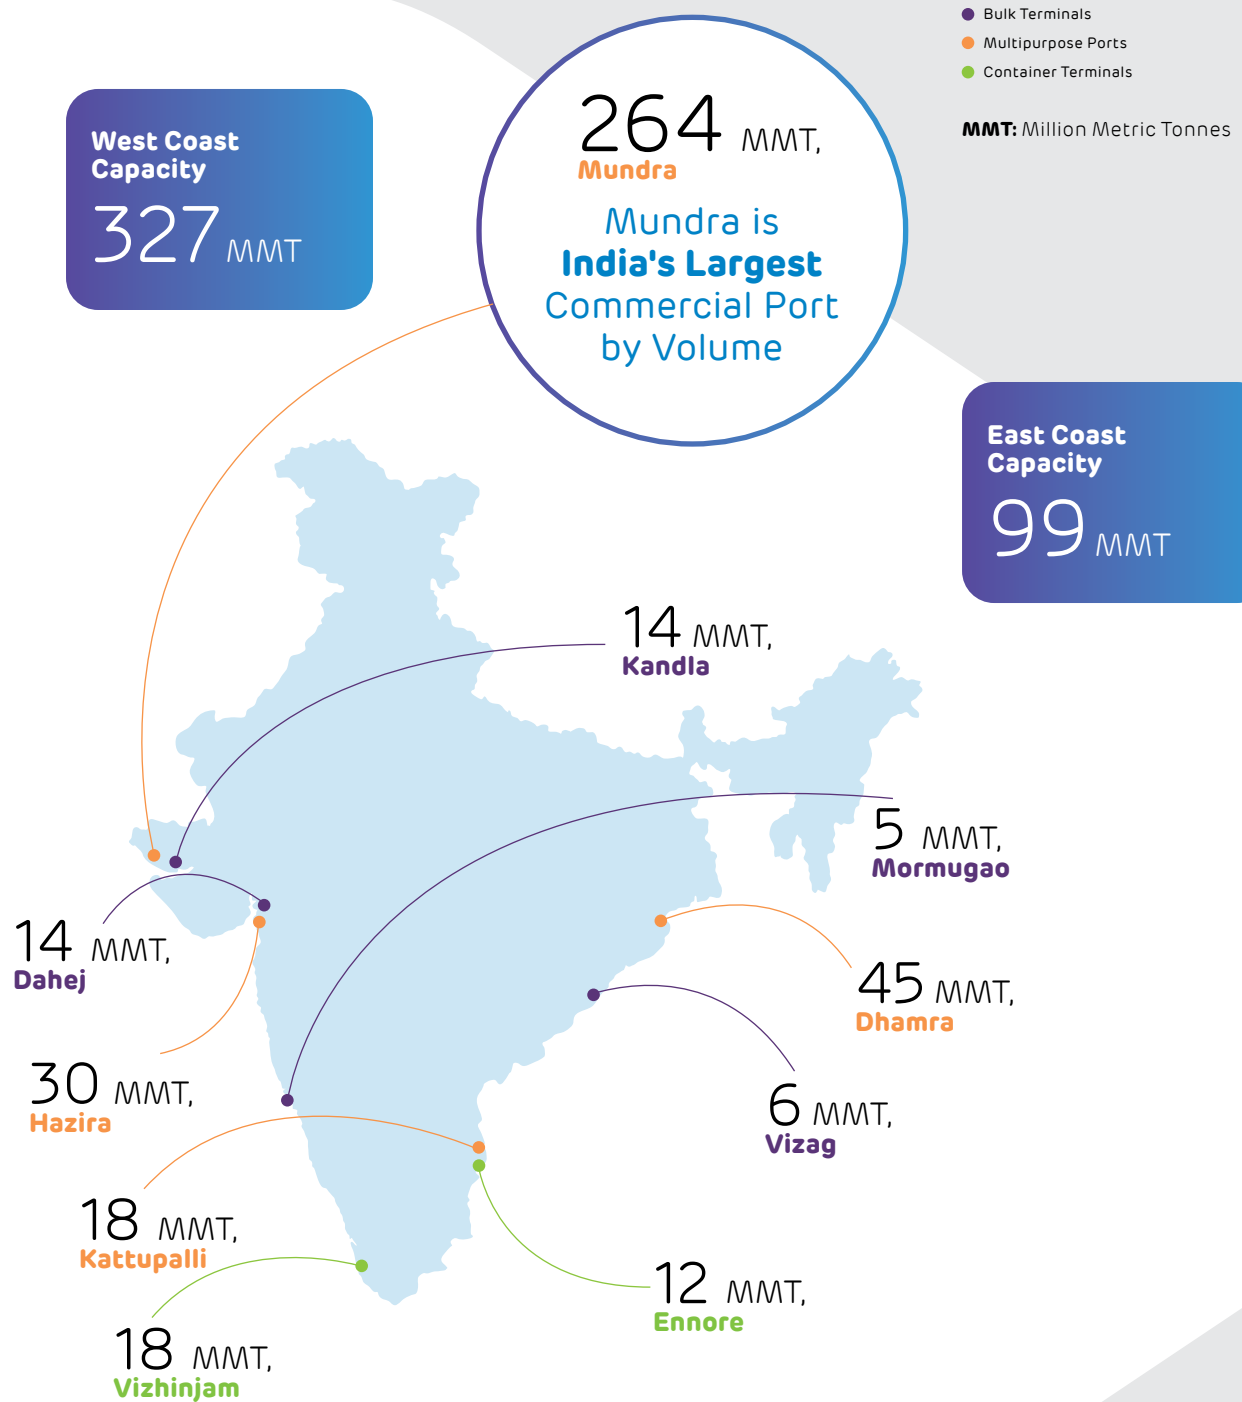 Bulk Terminals
Multipurpose Ports
Container Terminals
MMT: Million Metric Tonnes
West Coast
Capacity
327 MMT
264 MMT,
Mundra
Mundra is
India's Largest
Commercial Port
by Volume
East Coast
Capacity
99 MMT
14 MMT,
Kandla
5 MMT,
Mormugao
14 MMT,
Dahej
45 MMT,
Dhamra
30 MMT,
Hazira
6 MMT,
Vizag
18 MMT,
Kattupalli
12 MMT,
Ennore
18 MMT,
Vizhinjam